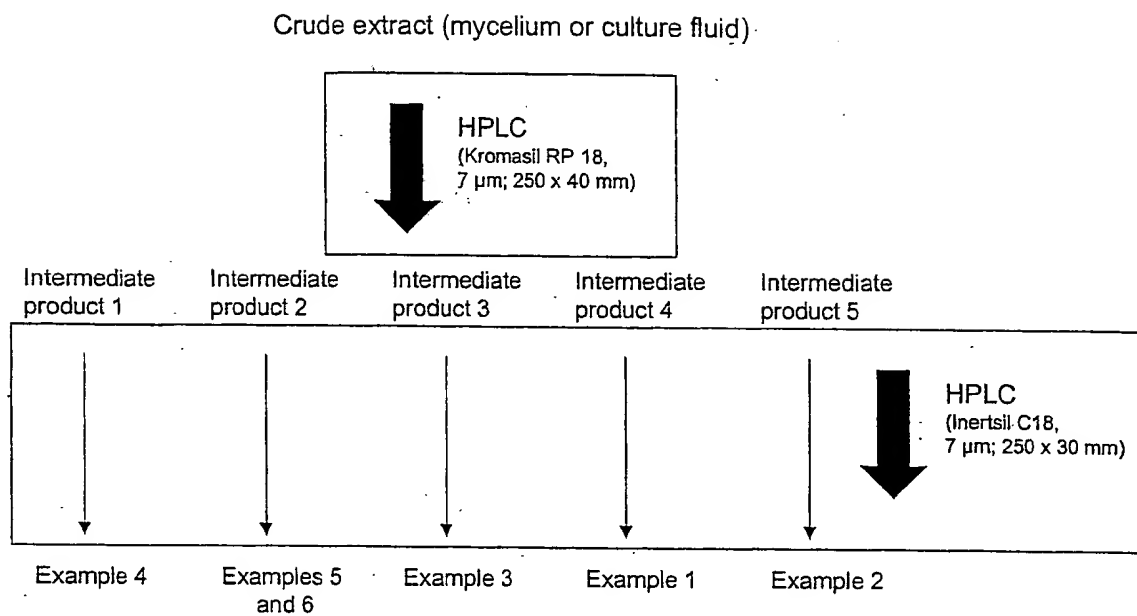 Crude extract (mycelium or culture fluid)
HPLC
(Kromasil RP 18,
7 µm; 250 x 40 mm)
Intermediate
product 1
Intermediate
product 2
Intermediate
product 3
Intermediate
product 4
Intermediate
product 5
HPLC
(Inertsil C18,
7 µm; 250 x 30 mm)
Example 4
Examples 5
and 6
Example 3
Example 1
Example 2